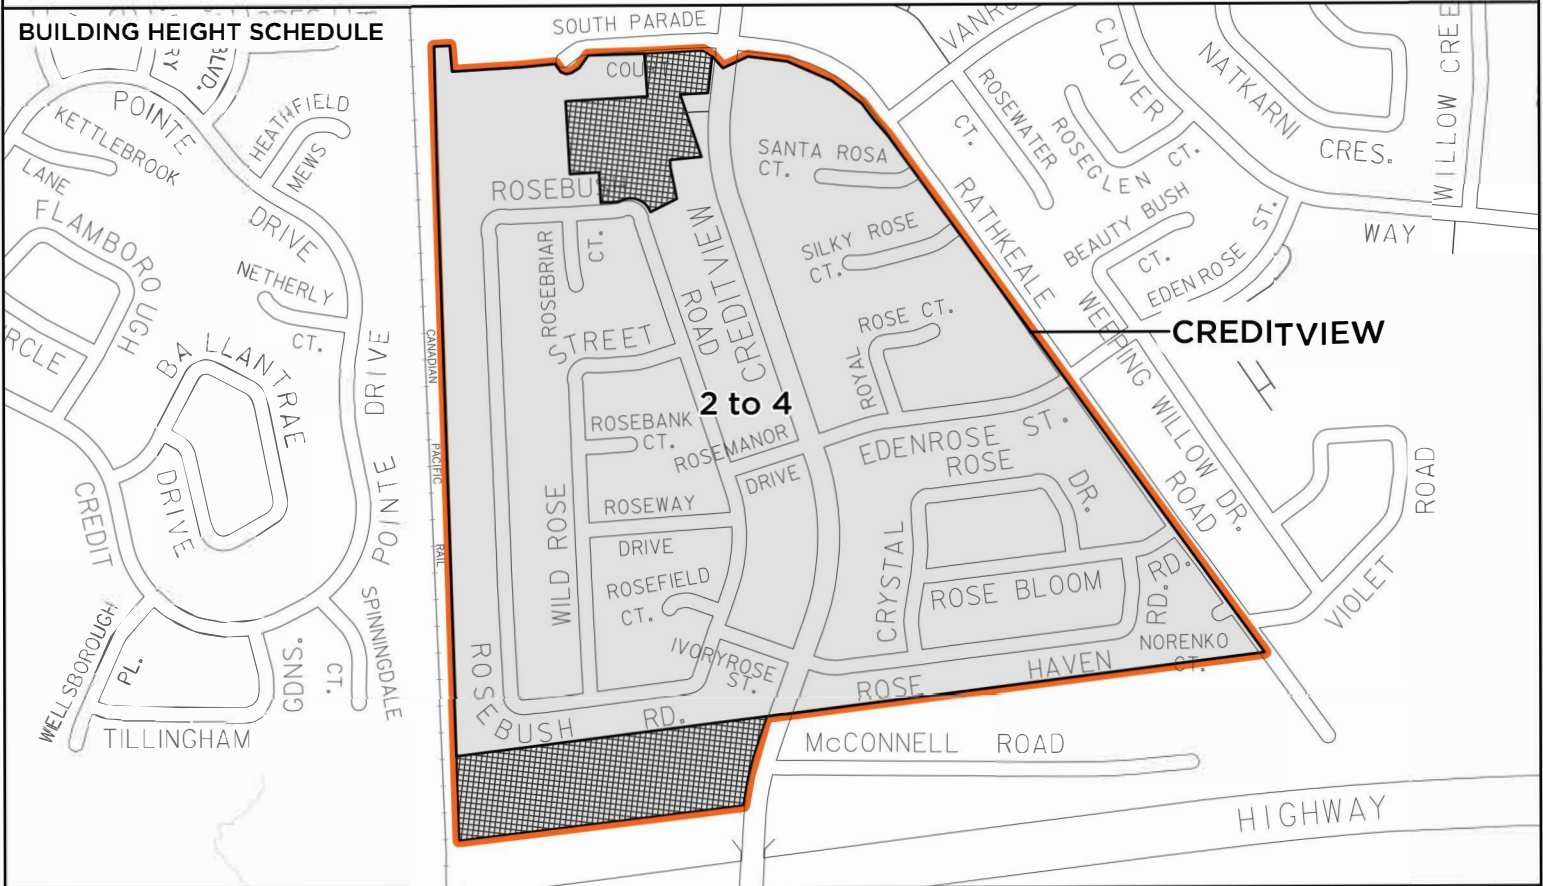 BUILDING HEIGHT SCHEDULE
SOUTH PARADE
BLVD.
RY
POINTE
HEATHFIELD
MEWS
KETTLEBROOK
LANE
FLAMBOROUGH
DRIVE
NETHERLY
CT.
BALLANTRAE
DRIVE
CREDIT
POINTE DRIVE
WELLSBOROUGH
PL.
TILLINGHAM
GDNS.
SPINNINGDALE
CT.
CANADIAN
PACIFIC
RAIL
SANTA ROSA
CT.
SILKY ROSE
CT.
ROSEBRIAR
CT.
STREET
CREDITVIEW
ROAD
ROYAL
ROSE CT.
2 to 4
ROSEBANK
CT.
ROSEMANOR
DRIVE
EDENROSE ST.
ROSEWAY
DRIVE
WILD ROSE
ROSEFIELD
CT.
IVORYROSE
ST.
CRYSTAL
ROSE
DR.
ROSE BLOOM
RD.
RD.
NORENKO
CT.
ROSE HAVEN
ROSEBUSH RD.
McCONNELL ROAD
HIGHWAY
CLOVER
NATKARNI
CRES.
ROSEWATER
CT.
ROSEGLEN
CT.
RATHKEALE
ROAD
BEAUTY BUSH
CT.
EDENROSE ST.
WAY
CREDITVIEW
WEEPING WILLOW DR.
VIOLET
ROAD